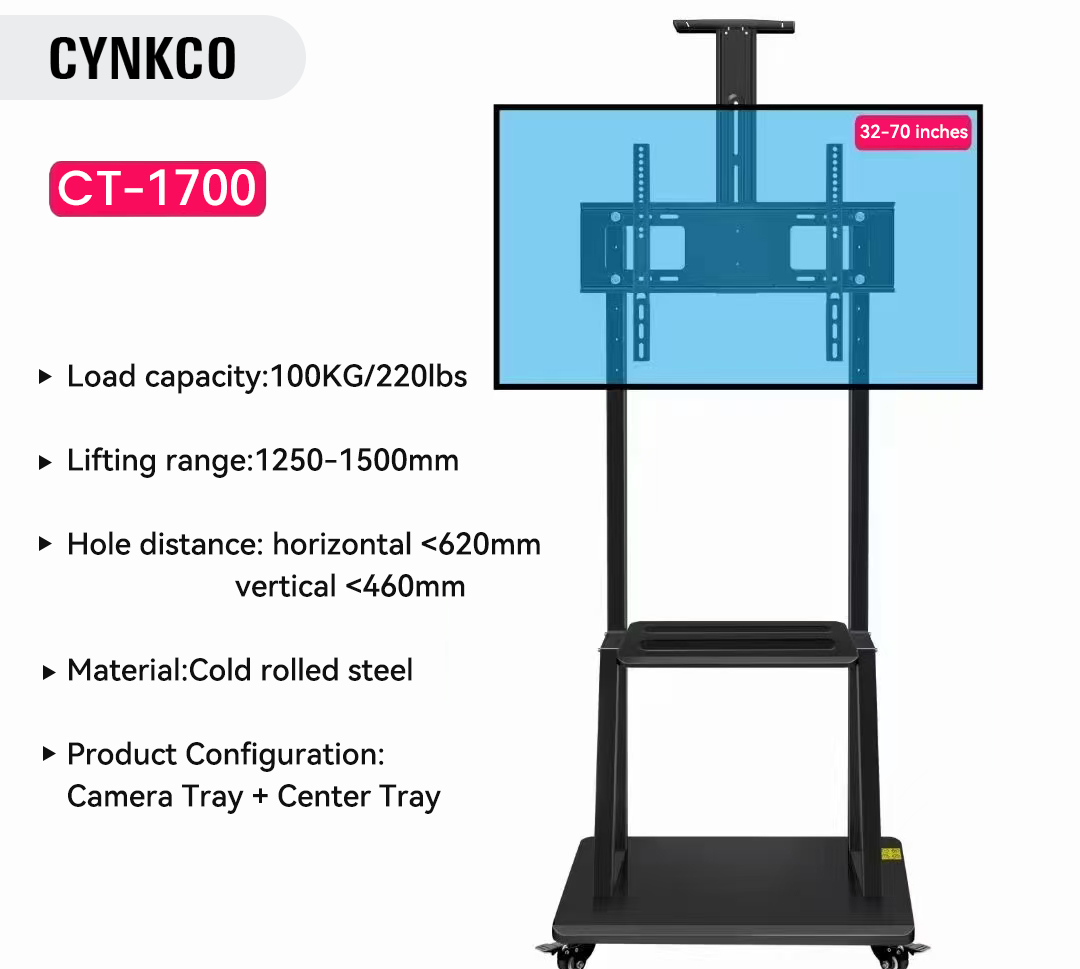 CYNKCO
32-70 inches
CT-1700
Load capacity:100KG/220lbs
Lifting range:1250-1500mm
Hole distance: horizontal <620mm
vertical <460mm
Material:Cold rolled steel
Product Configuration:
Camera Tray + Center Tray